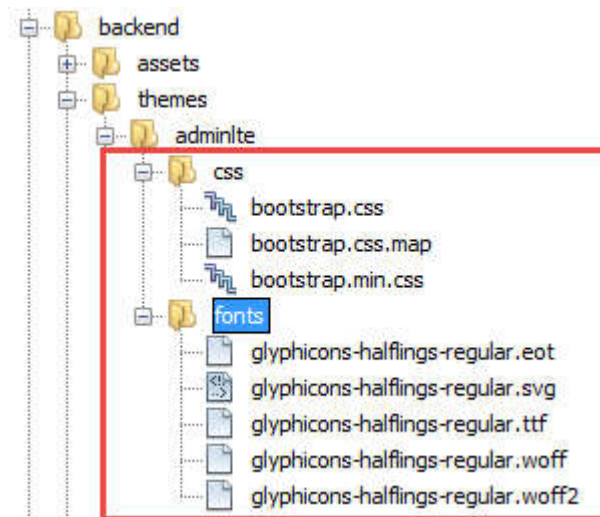 backend
assets
themes
adminlte
css
bootstrap.css
bootstrap.css.map
bootstrap.min.css
fonts
glyphicons-halflings-regular.eot
glyphicons-halflings-regular.svg
glyphicons-halflings-regular.ttf
glyphicons-halflings-regular.woff
glyphicons-halflings-regular.woff2